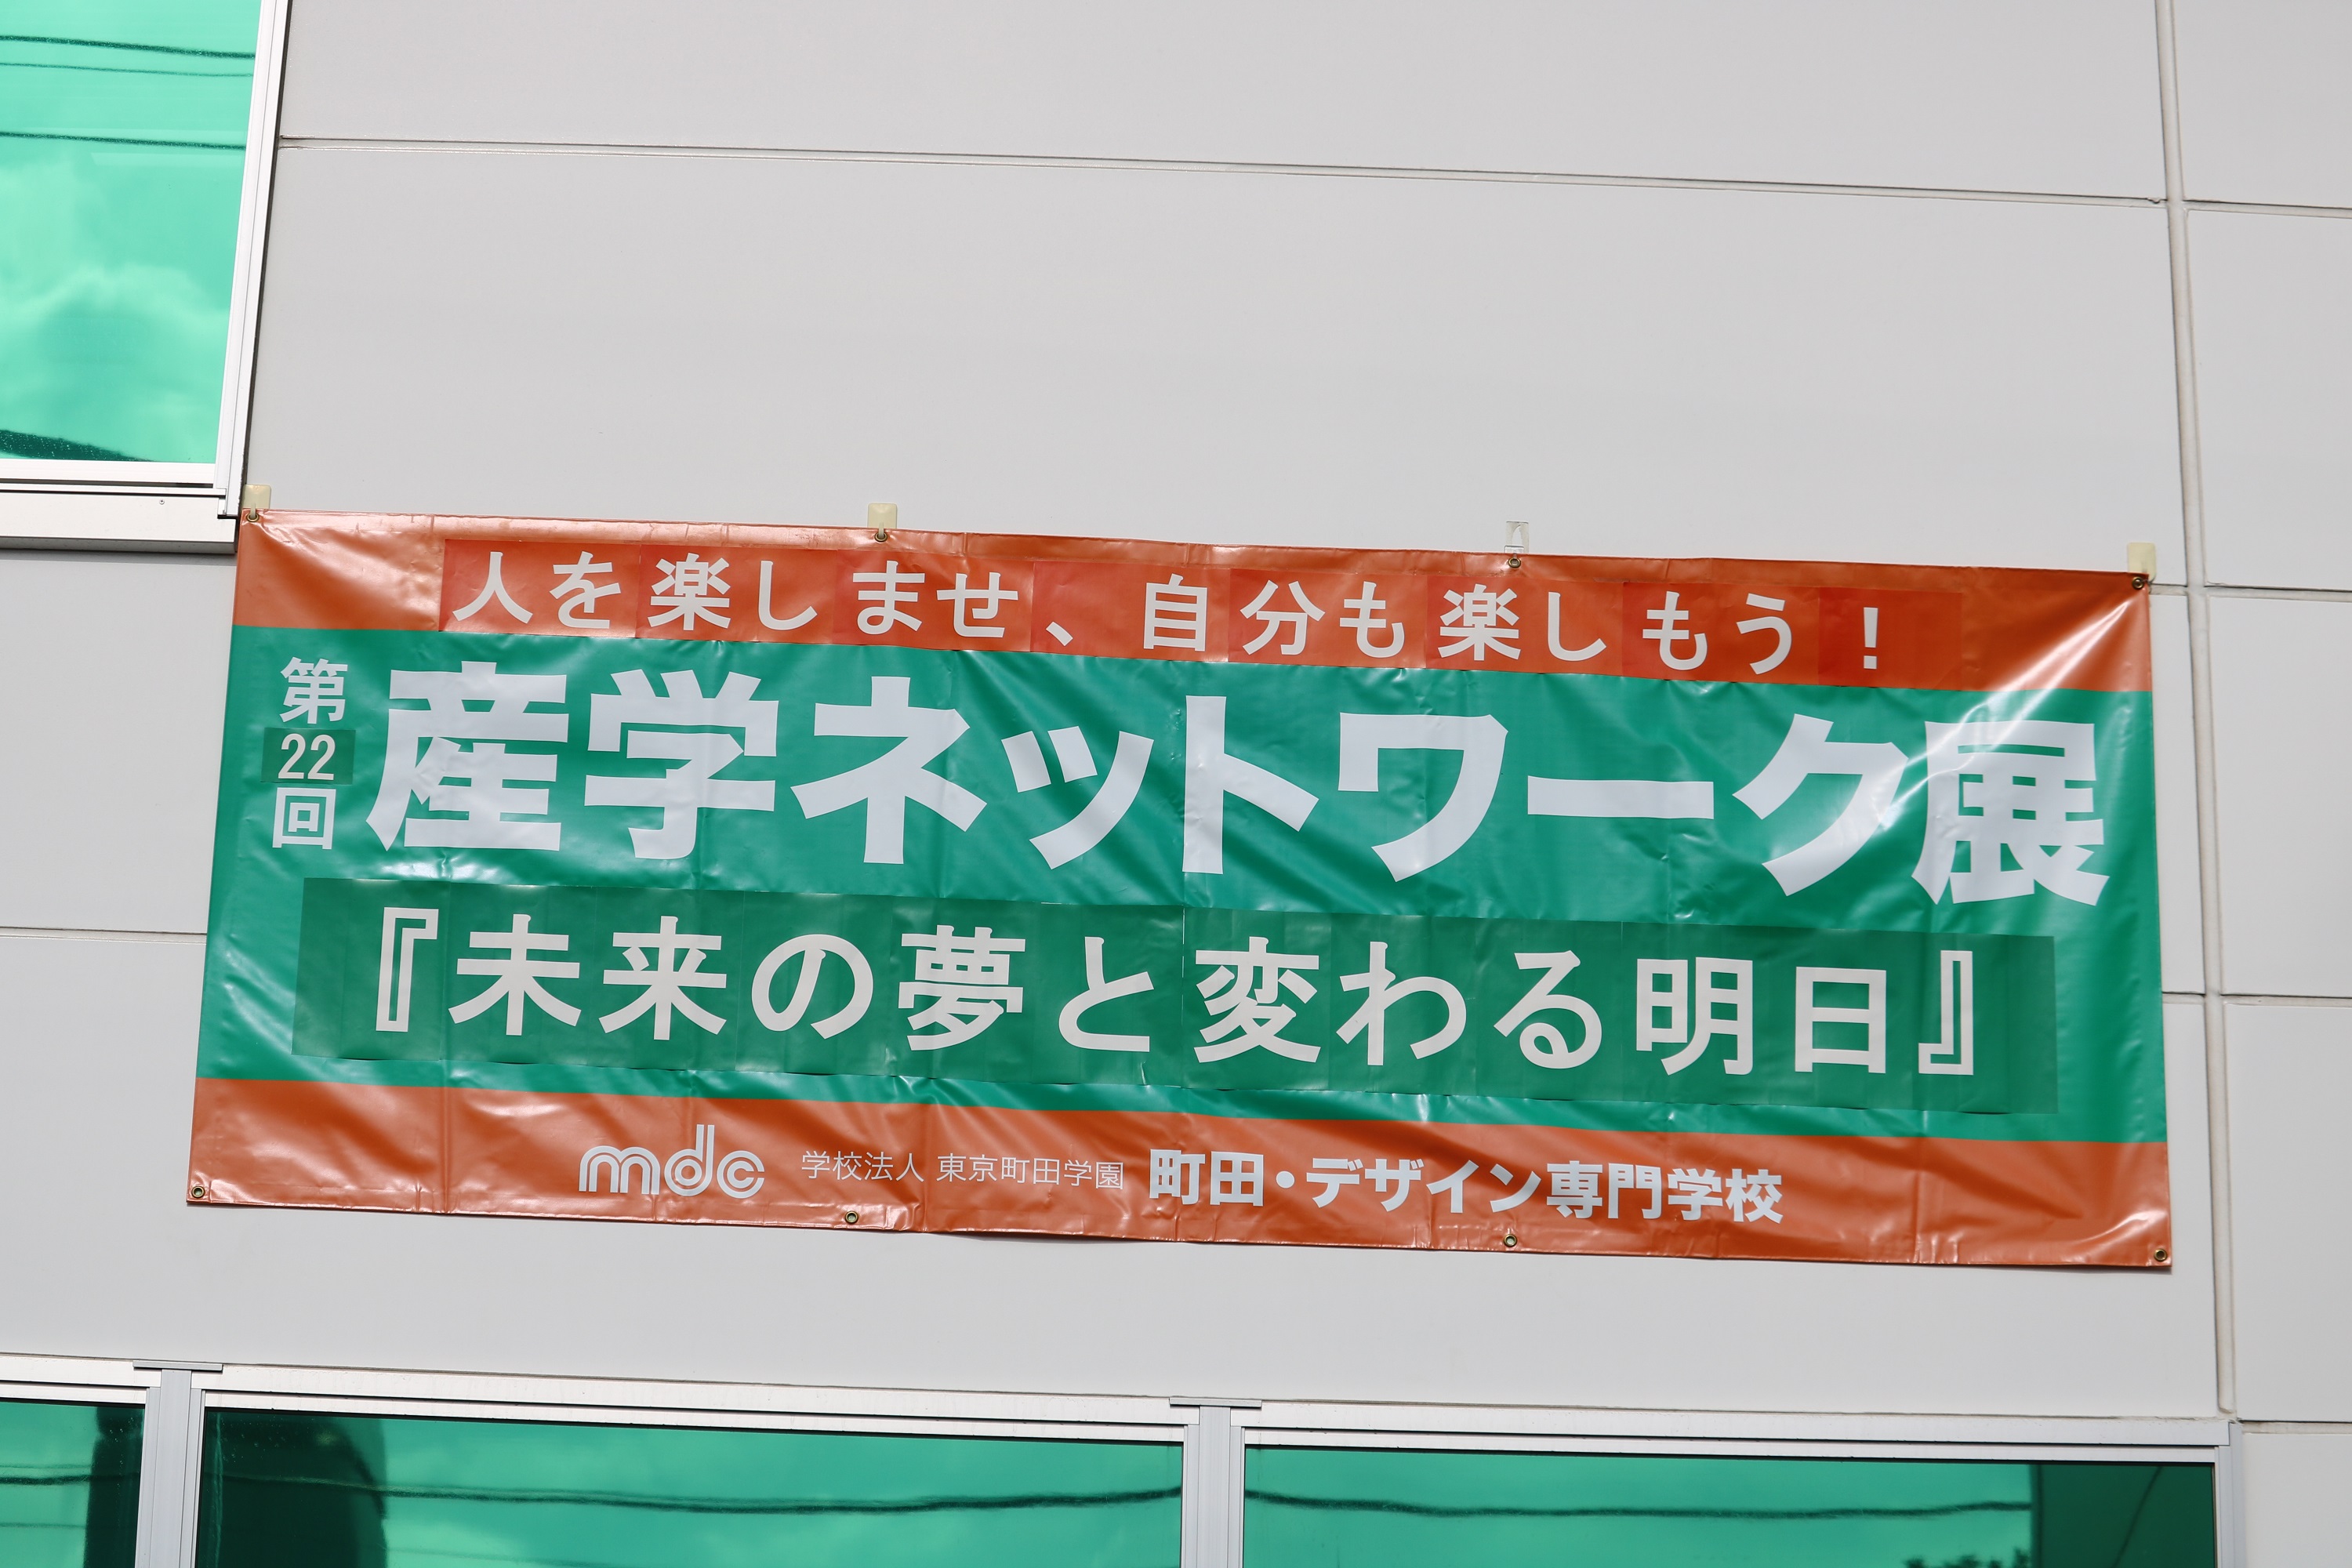 人を楽しませ、自分も楽しもう！
第22回
産学ネットワーク展
『未来の夢と変わる明日』
mdc 学校法人 東京町田学園 町田・デザイン専門学校